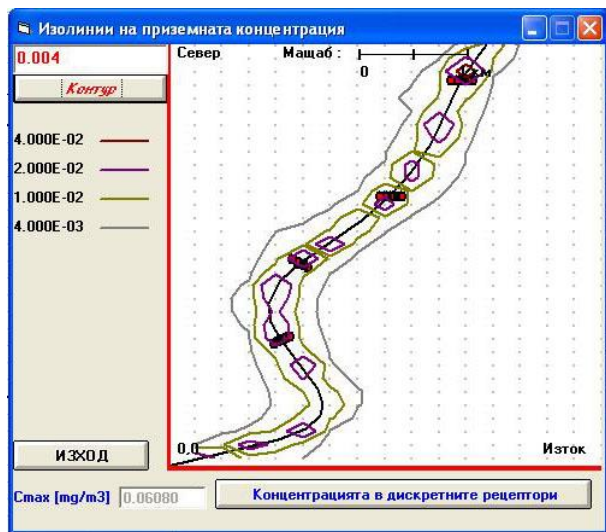 Изолинии на приземната концентрация
0.004
Север
Мащаб :
Контур
0
4.000E-02
2.000E-02
1.000E-02
4.000E-03
0,0
Изток
ИЗХОД
Cmax [mg/m3]
0.06080
Концентрацията в дискретните рецептори